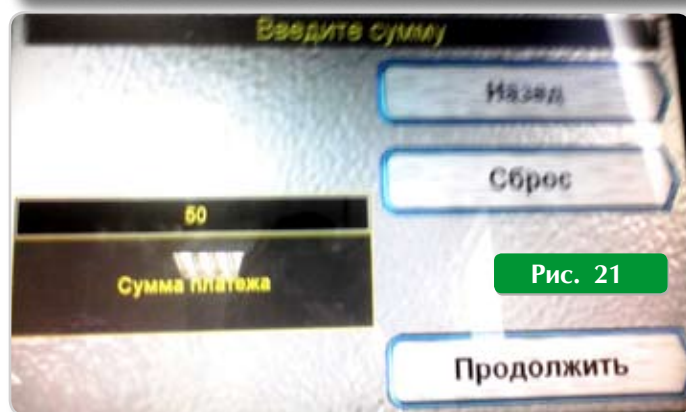 Введите сумму
Назад
Сброс
50
Сумма платежа
Рис. 21
Продолжить